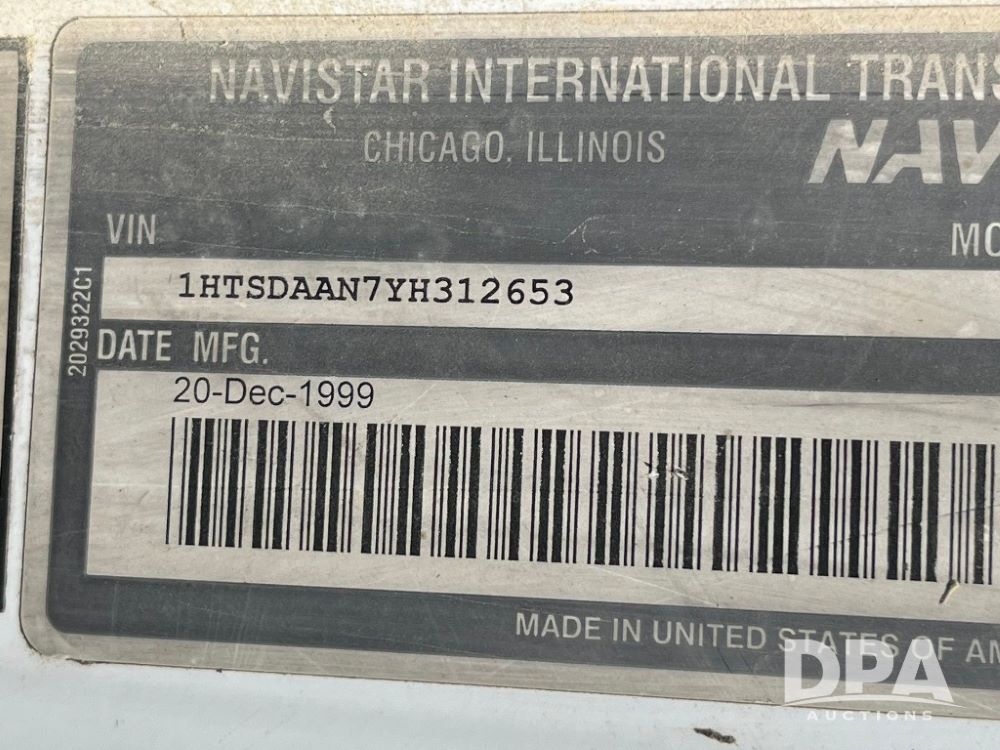 NAVISTAR INTERNATIONAL TRANS
CHICAGO, ILLINOIS
NAV
VIN
MO
1HTSDAAN7YH312653
2029322C1
DATE MFG.
20-Dec-1999
MADE IN UNITED STATES OF AM
DPA
AUCTIONS